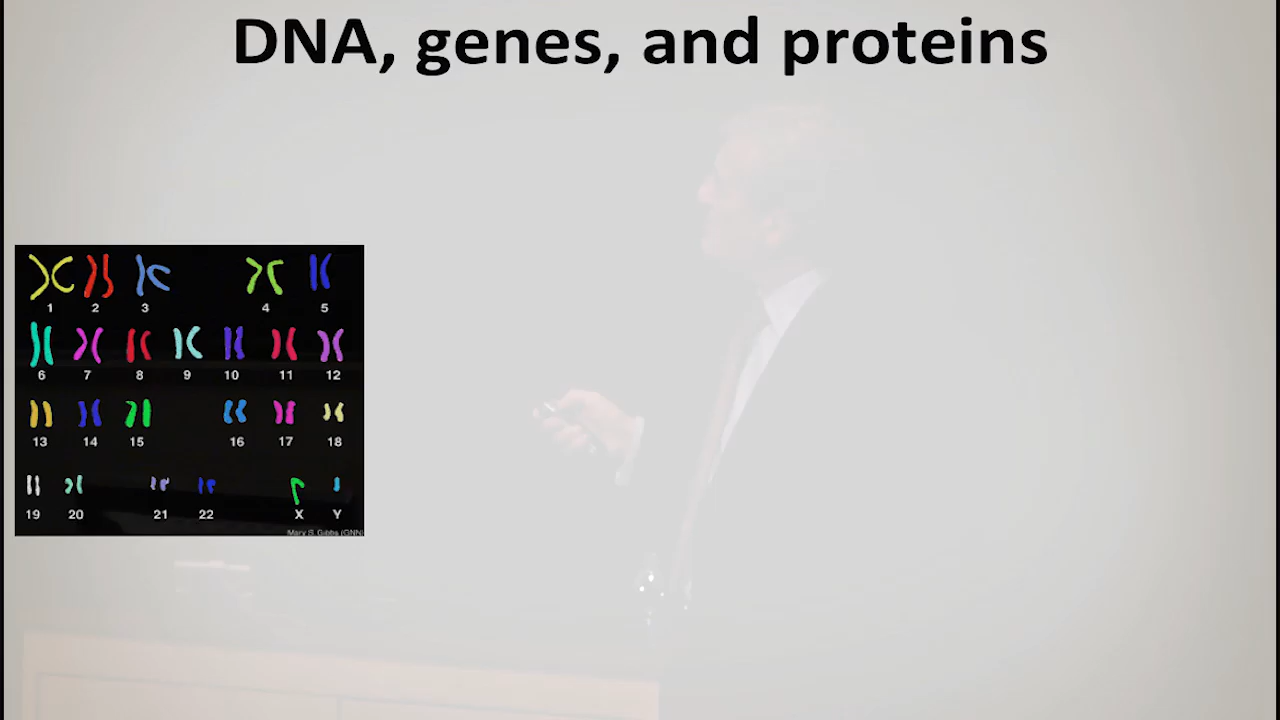 DNA, genes, and proteins
1 2 3 4 5
6 7 8 9 10 11 12
13 14 15 16 17 18
19 20 21 22 X Y
Mary S. Gibbs (GNN)